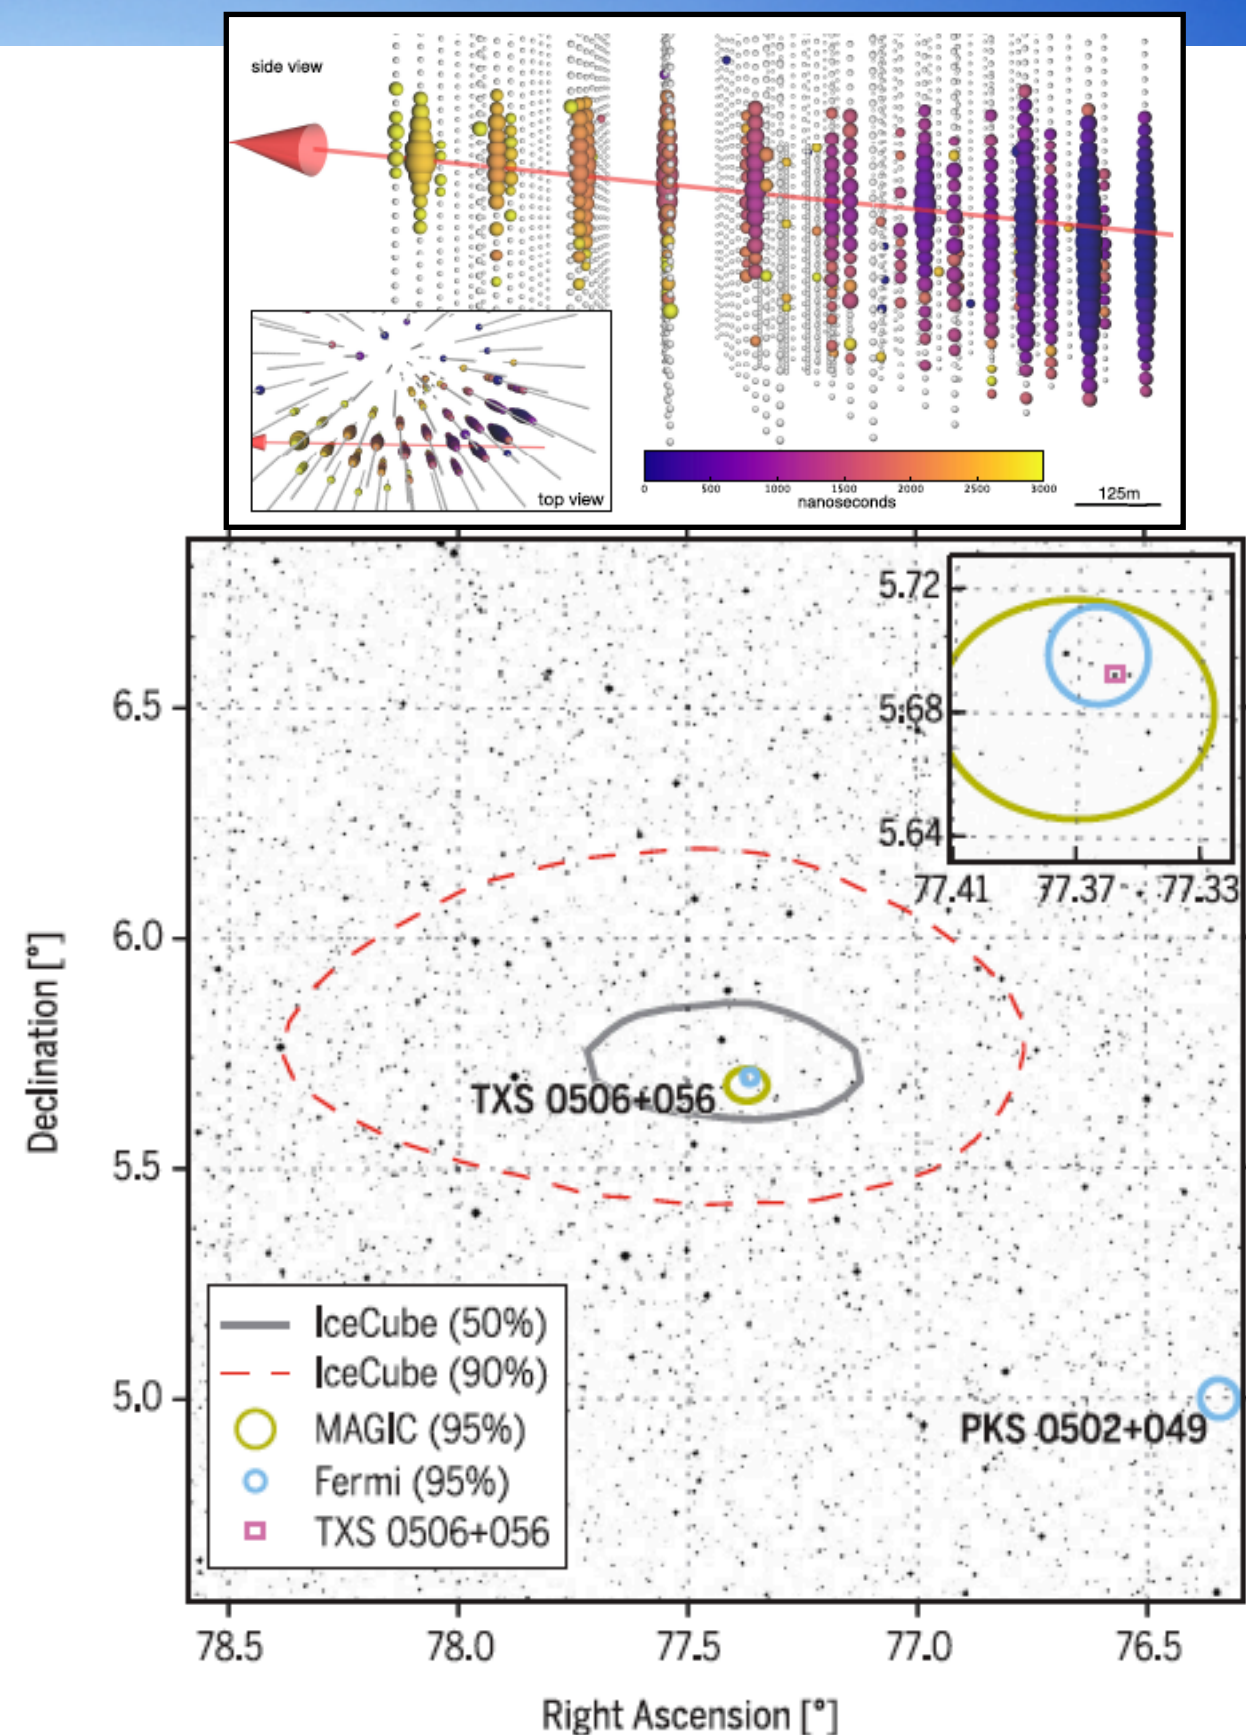 side view
top view
0 500 1000 1500 2000 2500 3000
nanoseconds
125m
5.72
5.68
5.64
77.41 77.37 77.33
6.5
6.0
5.5
5.0
Declination [°]
TXS 0506+056
PKS 0502+049
IceCube (50%)
IceCube (90%)
MAGIC (95%)
Fermi (95%)
TXS 0506+056
78.5 78.0 77.5 77.0 76.5
Right Ascension [°]